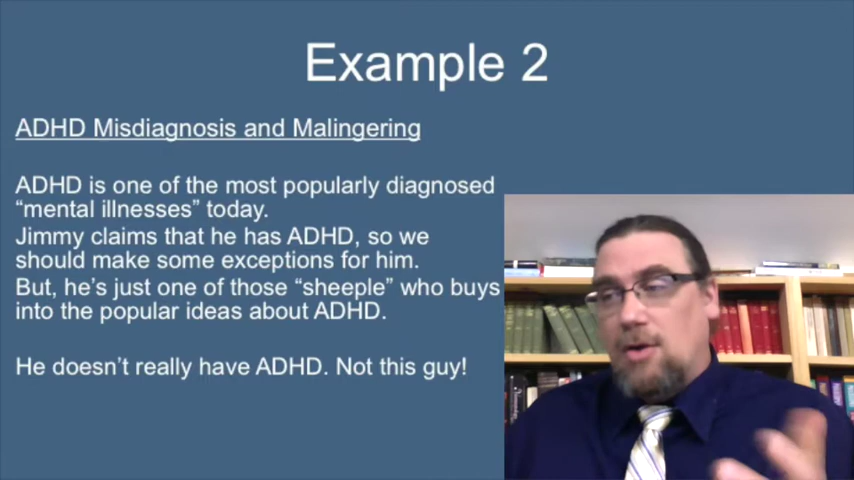 Example 2
ADHD Misdiagnosis and Malingering
ADHD is one of the most popularly diagnosed
“mental illnesses” today.
Jimmy claims that he has ADHD, so we
should make some exceptions for him.
But, he’s just one of those “sheeple” who buys
into the popular ideas about ADHD.
He doesn’t really have ADHD. Not this guy!